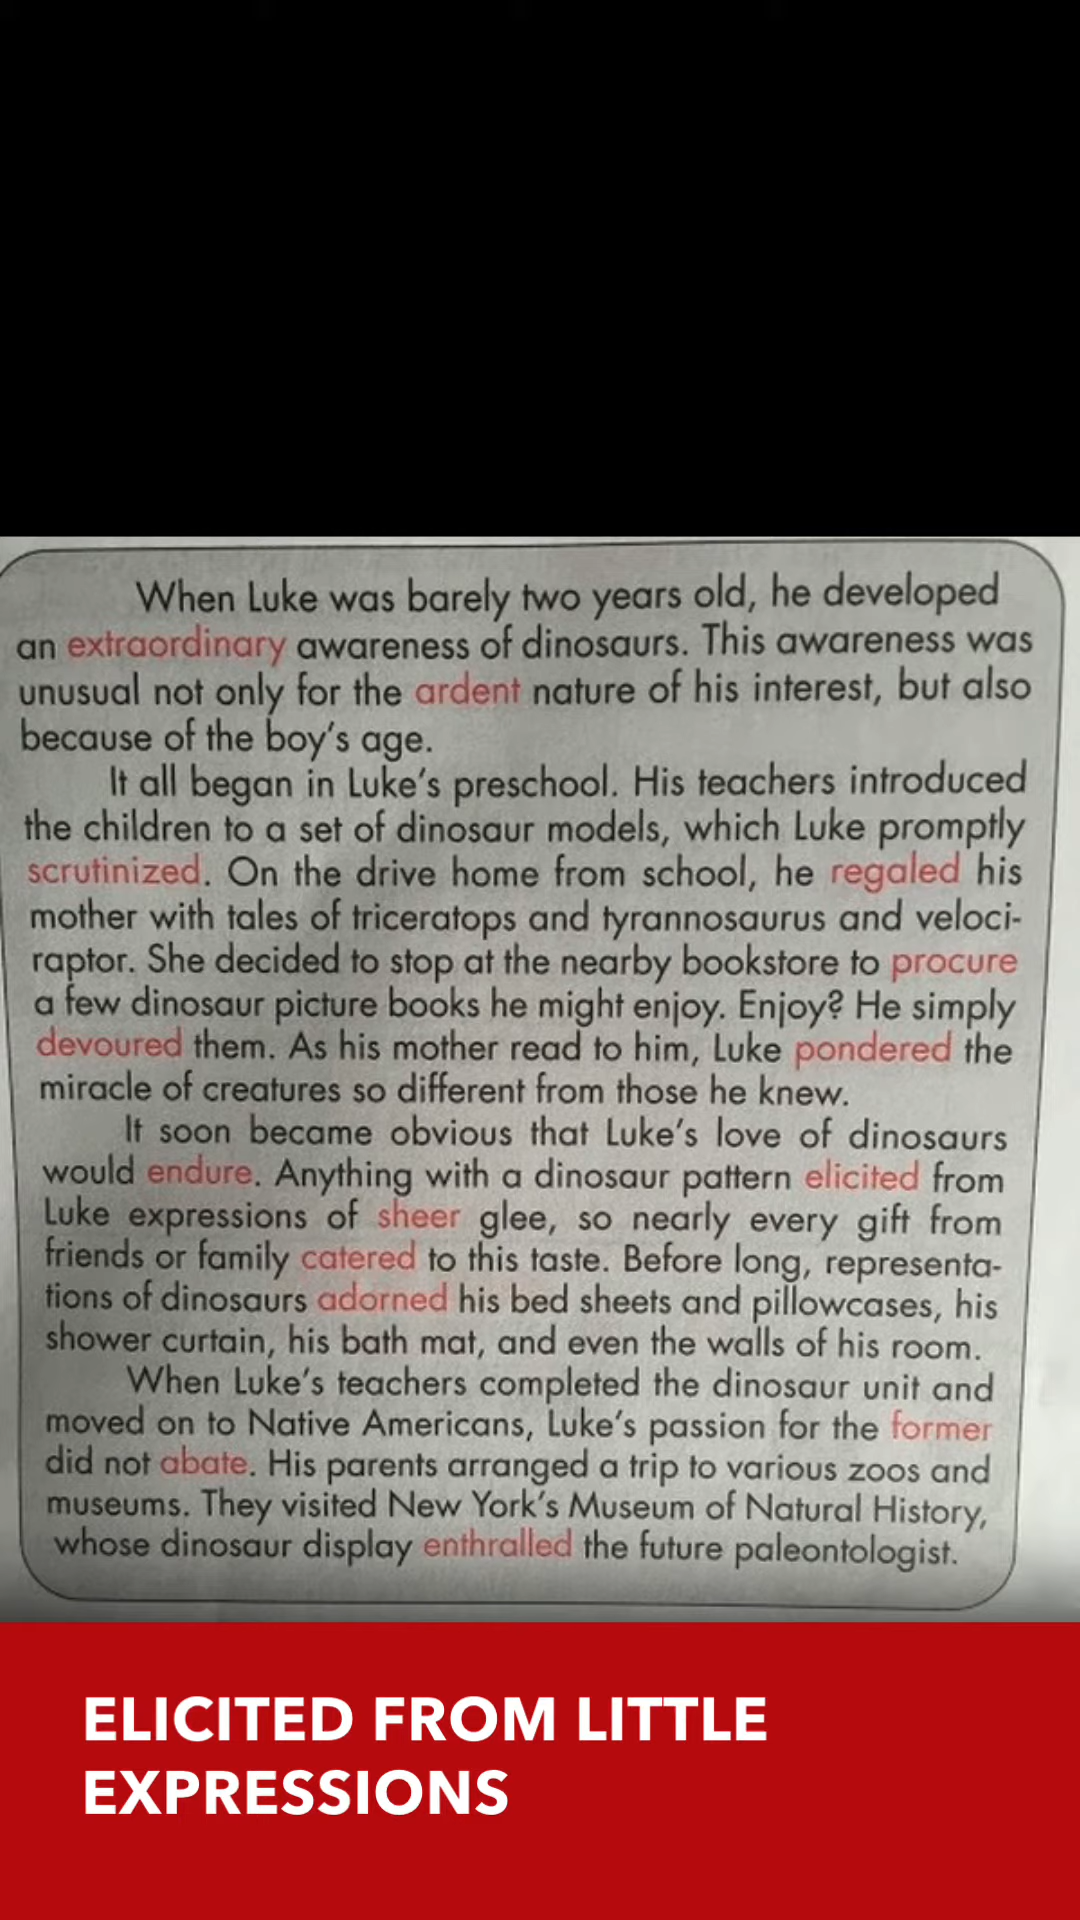 When Luke was barely two years old, he developed
an extraordinary awareness of dinosaurs. This awareness was
unusual not only for the ardent nature of his interest, but also
because of the boy's age.
It all began in Luke's preschool. His teachers introduced
the children to a set of dinosaur models, which Luke promptly
scrutinized. On the drive home from school, he regaled his
mother with tales of triceratops and tyrannosaurus and veloci-
raptor. She decided to stop at the nearby bookstore to procure
a few dinosaur picture books he might enjoy. Enjoy? He simply
devoured them. As his mother read to him, Luke pondered the
miracle of creatures so different from those he knew.
It soon became obvious that Luke's love of dinosaurs
would endure. Anything with a dinosaur pattern elicited from
Luke expressions of sheer glee, so nearly every gift from
friends or family catered to this taste. Before long, representa-
tions of dinosaurs adorned his bed sheets and pillowcases, his
shower curtain, his bath mat, and even the walls of his room.
When Luke's teachers completed the dinosaur unit and
moved on to Native Americans, Luke's passion for the former
did not abate. His parents arranged a trip to various zoos and
museums. They visited New York's Museum of Natural History,
whose dinosaur display enthralled the future paleontologist.
ELICITED FROM LITTLE
EXPRESSIONS